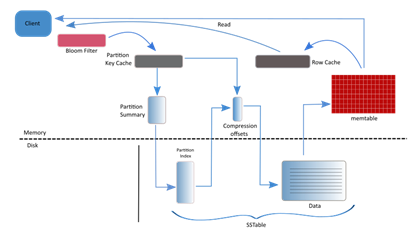 Client
Read
Bloom Filter
Partition
Key Cache
Row Cache
Partition
Summary
Compression
offsets
memtable
Memory
Disk
Partition
Index
Data
SSTable